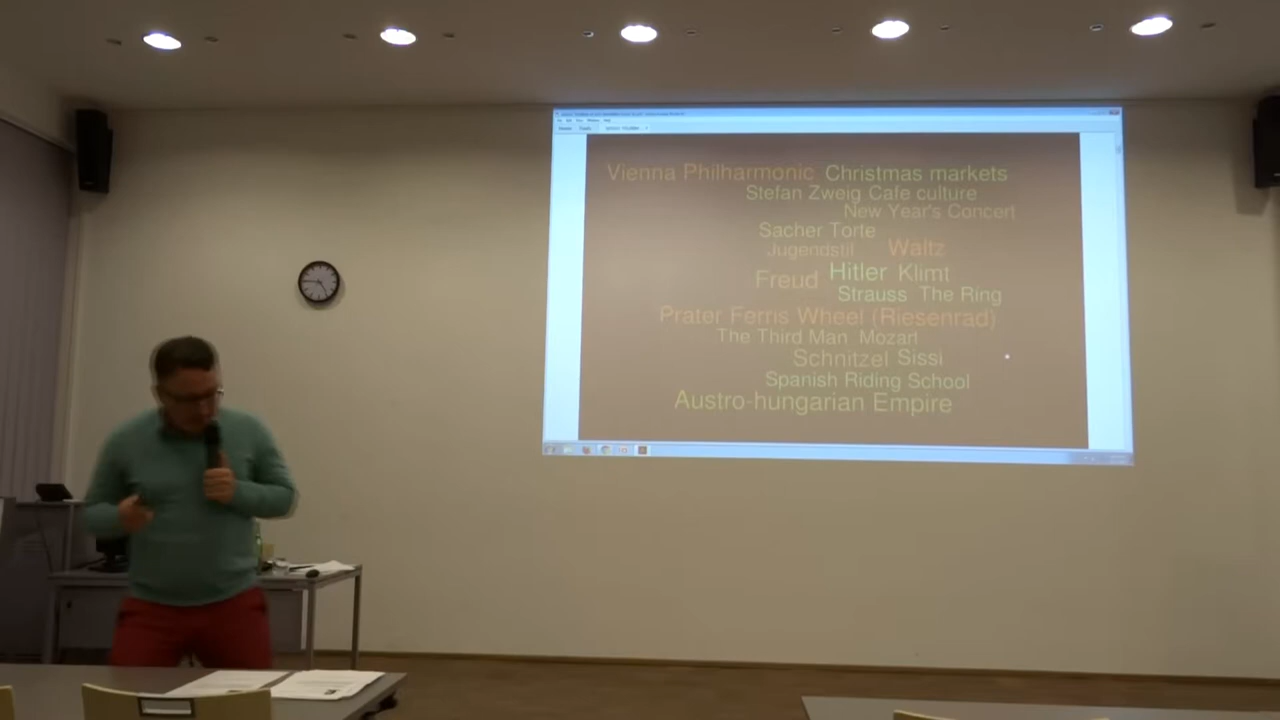 Vienna Philharmonic Christmas markets
Stefan Zweig Cafe culture
New Year's Concert
Sacher Torte
Jugendstil Waltz
Freud Hitler Klimt
Strauss The Ring
Prater Ferris Wheel (Riesenrad)
The Third Man Mozart
Schnitzel Sissi
Spanish Riding School
Austro-hungarian Empire